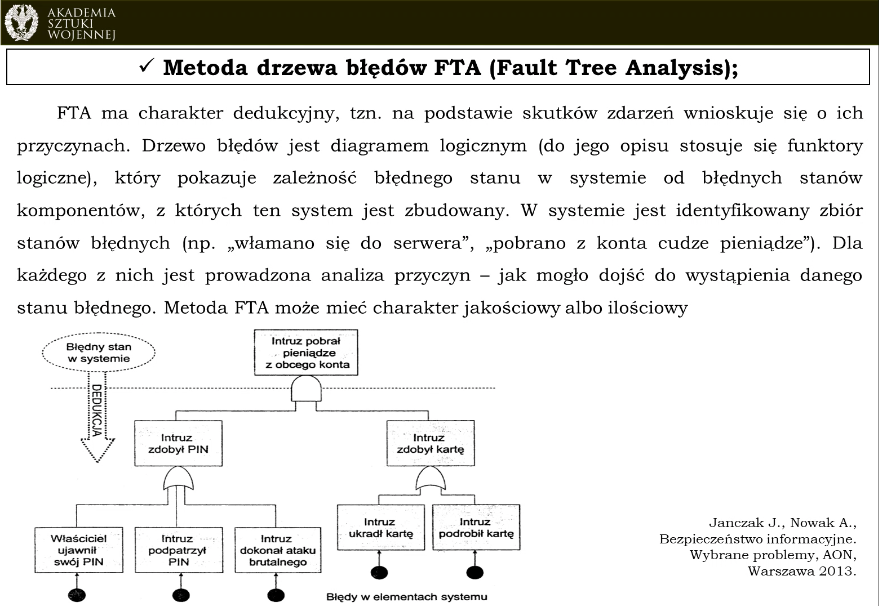 AKADEMIA
SZTUKI
WOJENNEJ
✓ Metoda drzewa błędów FTA (Fault Tree Analysis);
FTA ma charakter dedukcyjny, tzn. na podstawie skutków zdarzeń wnioskuje się o ich
przyczynach. Drzewo błędów jest diagramem logicznym (do jego opisu stosuje się funktory
logiczne), który pokazuje zależność błędnego stanu w systemie od błędnych stanów
komponentów, z których ten system jest zbudowany. W systemie jest identyfikowany zbiór
stanów błędnych (np. „włamano się do serwera”, „pobrano z konta cudze pieniądze”). Dla
każdego z nich jest prowadzona analiza przyczyn – jak mogło dojść do wystąpienia danego
stanu błędnego. Metoda FTA może mieć charakter jakościowy albo ilościowy
Błędny stan
w systemie
DEDUKCJA
Intruz pobrał
pieniądze
z obcego konta
Intruz
zdobył PIN
Intruz
zdobył kartę
Właściciel
ujawnił
swój PIN
Intruz
podpatrzył
PIN
Intruz
dokonał ataku
brutalnego
Intruz
ukradł kartę
Intruz
podrobił kartę
Błędy w elementach systemu
Janczak J., Nowak A.,
Bezpieczeństwo informacyjne.
Wybrane problemy, AON,
Warszawa 2013.